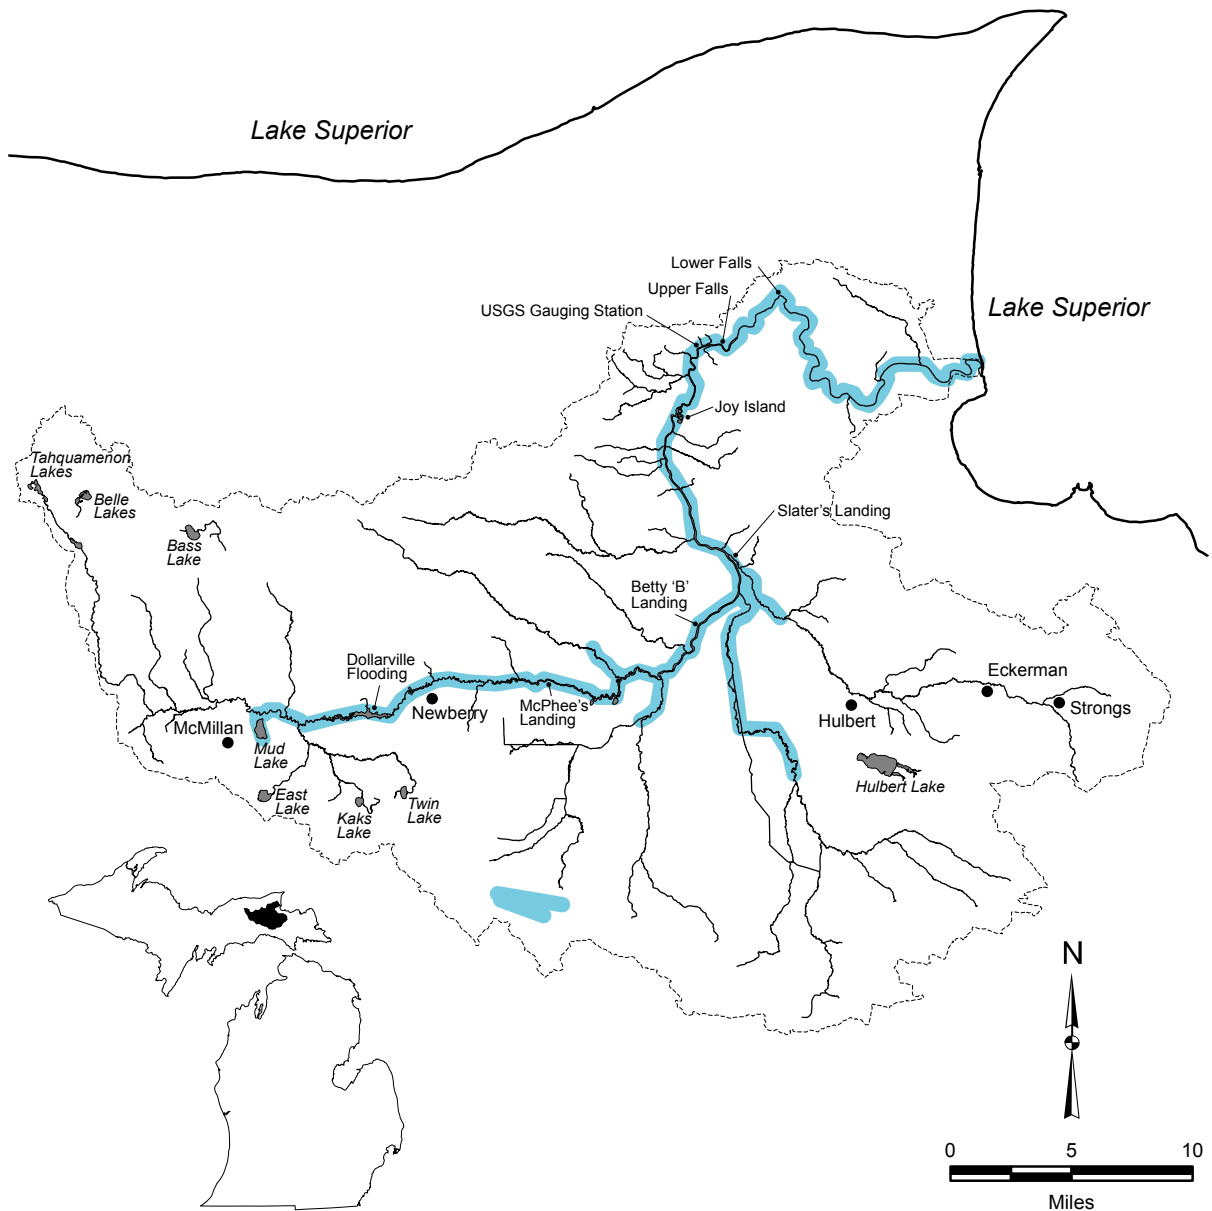 Lake Superior
Lower Falls
Upper Falls
USGS Gauging Station
Lake Superior
Joy Island
Tahquamenon
Lakes
Belle
Lakes
Bass
Lake
Slater's Landing
Betty 'B'
Landing
Dollarville
Flooding
Eckerman
McPhee's
Landing
Newberry
Strongs
Hulbert
McMillan
Mud
Lake
Hulbert Lake
East
Lake
Kaks
Lake
Twin
Lake
N
0 5 10
Miles